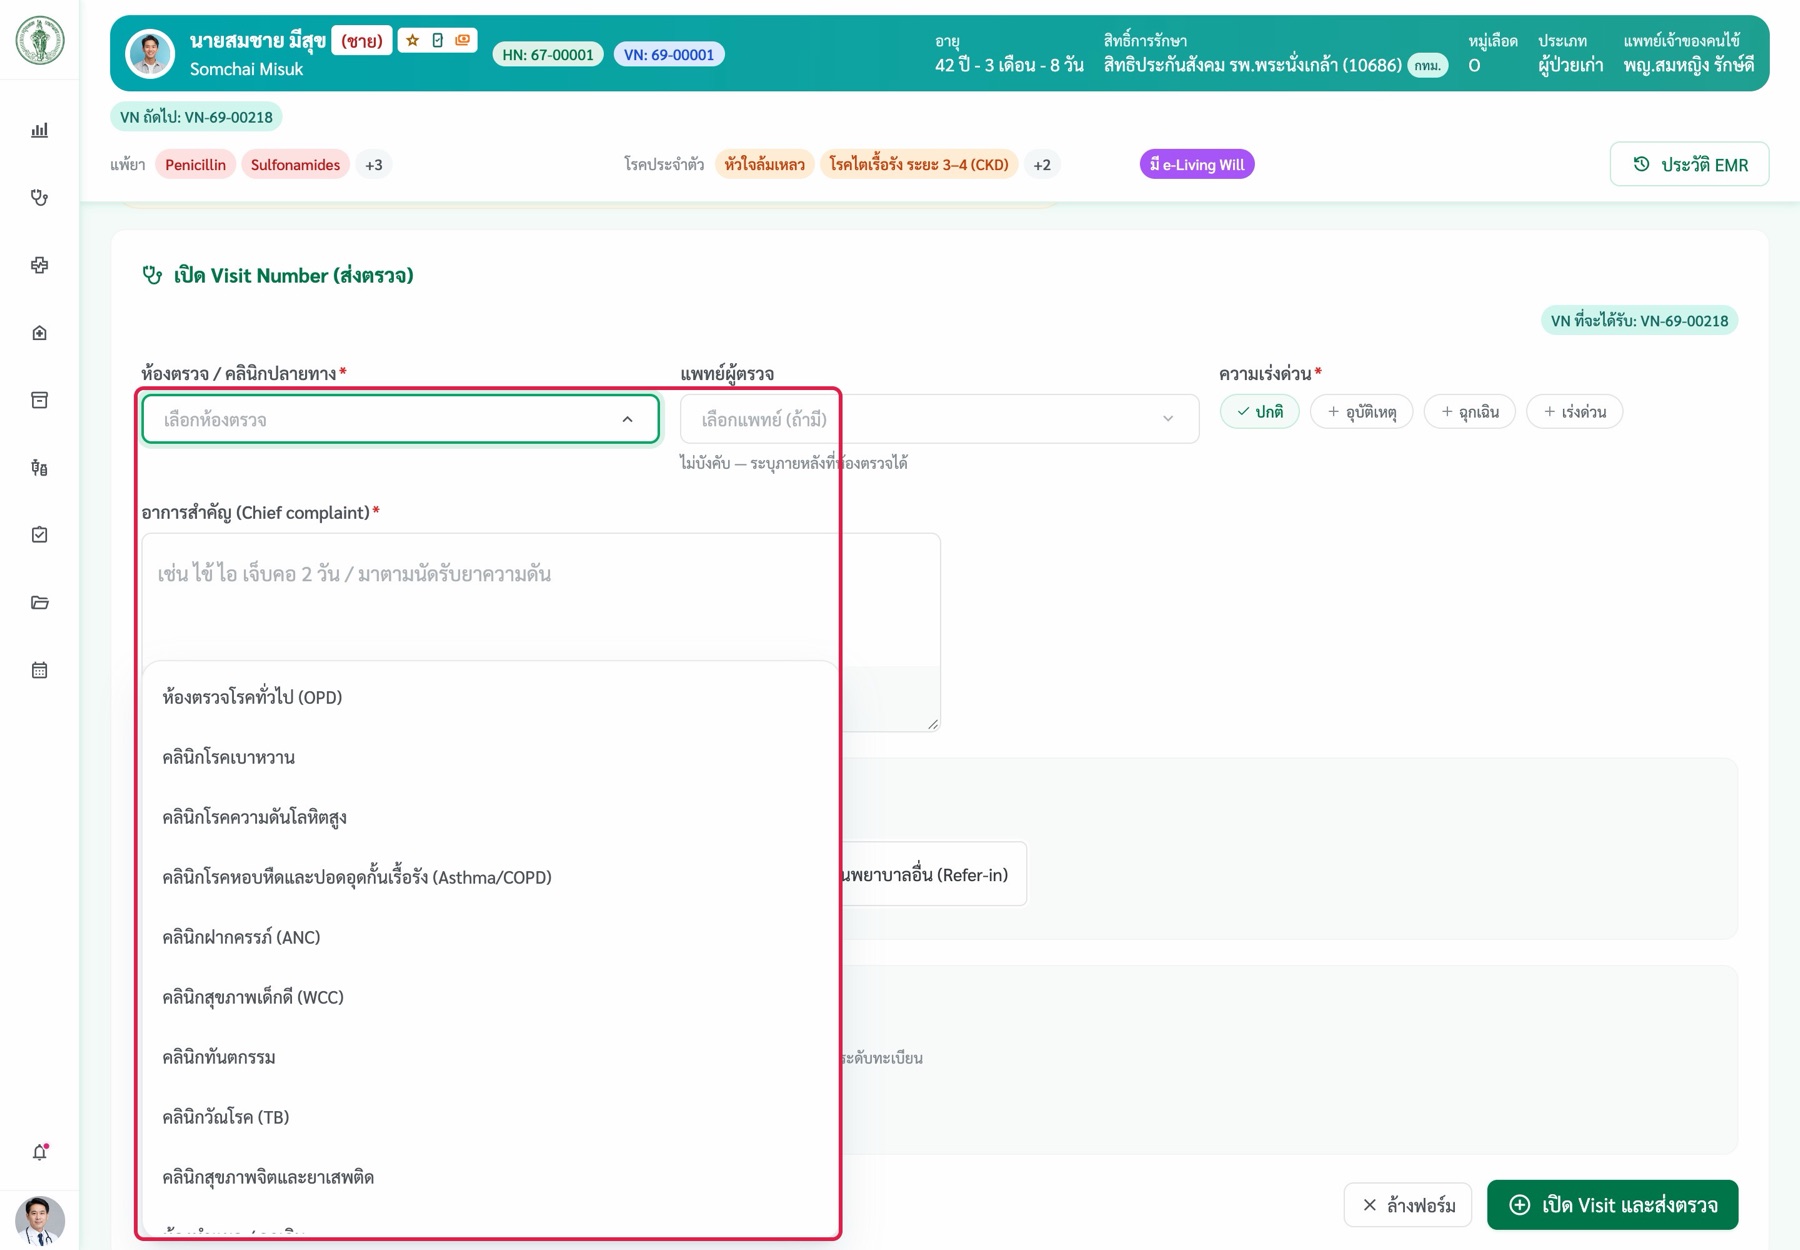 นายสมชาย มีสุข (ชาย)
Somchai Misuk
HN: 67-00001
VN: 69-00001
อายุ
42 ปี - 3 เดือน - 8 วัน
สิทธิ์การรักษา
สิทธิประกันสังคม รพ.พระนั่งเกล้า (10686) กทม.
หมู่เลือด
O
ประเภท
ผู้ป่วยเก่า
แพทย์เจ้าของคนไข้
พญ.สมหญิง รักษ์ดี
VN ถัดไป: VN-69-00218
แพ้ยา Penicillin Sulfonamides +3
โรคประจำตัว หัวใจล้มเหลว โรคไตเรื้อรัง ระยะ 3–4 (CKD) +2
มี e-Living Will
ประวัติ EMR
เปิด Visit Number (ส่งตรวจ)
VN ที่จะได้รับ: VN-69-00218
ห้องตรวจ / คลินิกปลายทาง*
เลือกห้องตรวจ
แพทย์ผู้ตรวจ
เลือกแพทย์ (ถ้ามี)
ไม่บังคับ — ระบุภายหลังที่ห้องตรวจได้
ความเร่งด่วน*
ปกติ
อุบัติเหตุ
ฉุกเฉิน
เร่งด่วน
อาการสำคัญ (Chief complaint)*
เช่น ไข้ ไอ เจ็บคอ 2 วัน / มาตามนัดรับยาความดัน
ห้องตรวจโรคทั่วไป (OPD)
คลินิกโรคเบาหวาน
คลินิกโรคความดันโลหิตสูง
คลินิกโรคหอบหืดและปอดอุดกั้นเรื้อรัง (Asthma/COPD)
นพยาบาลอื่น (Refer-in)
คลินิกฝากครรภ์ (ANC)
คลินิกสุขภาพเด็กดี (WCC)
คลินิกทันตกรรม
ระดับทะเบียน
คลินิกวัณโรค (TB)
คลินิกสุขภาพจิตและยาเสพติด
ล้างฟอร์ม
เปิด Visit และส่งตรวจ